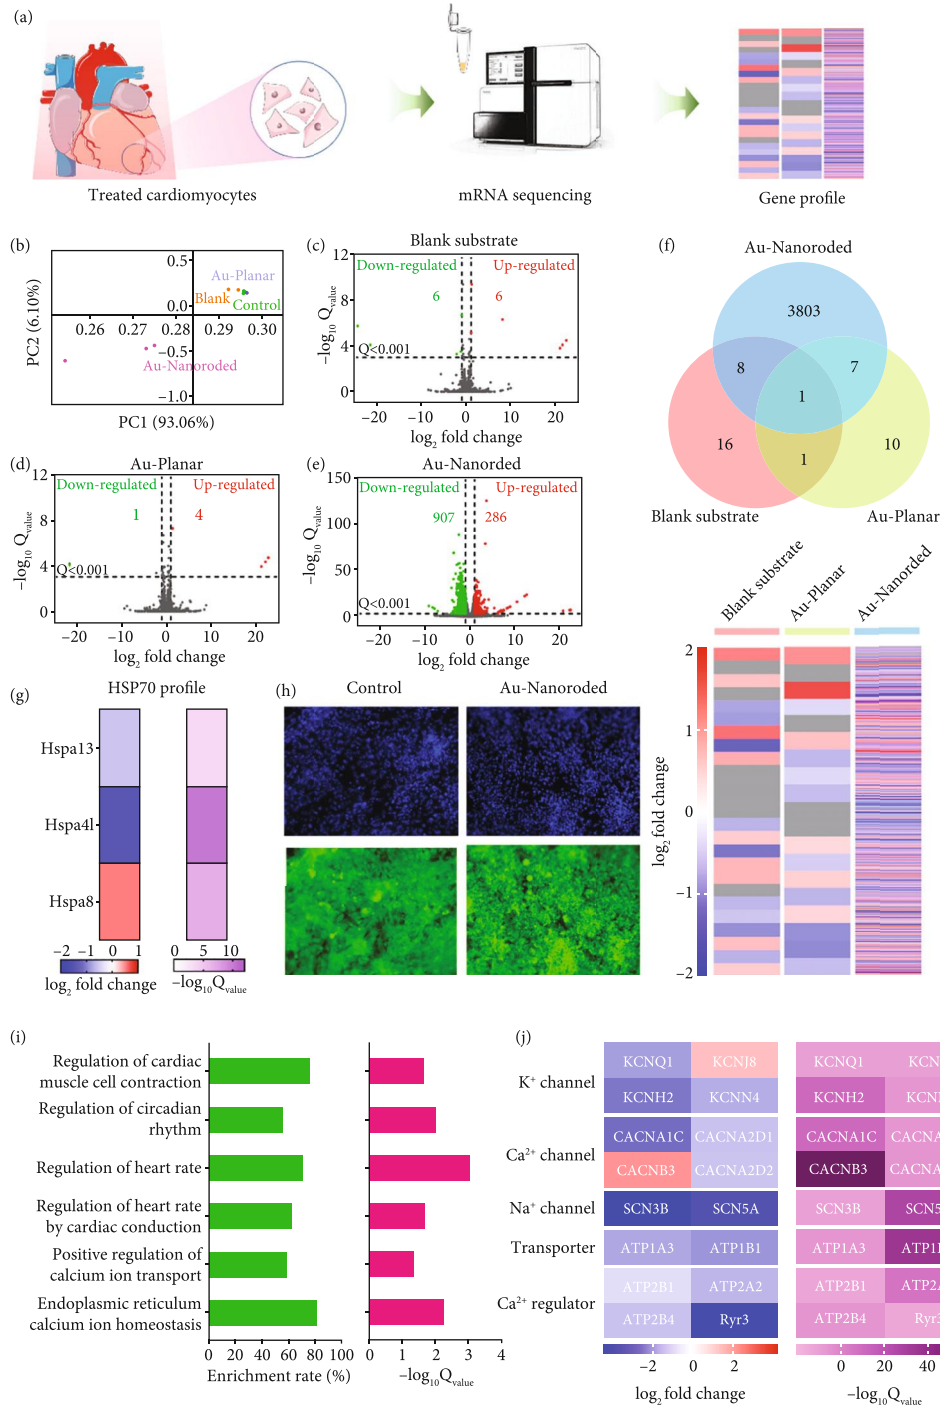 (a)
Treated cardiomyocytes
mRNA sequencing
Gene profile
(b)
PC2 (6.10%)
0.5
0.0
−0.5
−1.0
0.26
0.27
0.28
0.29
0.30
Au-Planar
Blank
Control
Au-Nanoroded
PC1 (93.06%)
(c)
Blank substrate
Down-regulated
Up-regulated
6
6
Q<0.001
−log10 Qvalue
12
8
4
0
−20
−10
0
10
20
log2 fold change
(d)
Au-Planar
Down-regulated
Up-regulated
1
4
Q<0.001
−log10 Qvalue
12
8
4
0
−20
−10
0
10
20
log2 fold change
(e)
Au-Nanorded
Down-regulated
Up-regulated
907
286
Q<0.001
−log10 Qvalue
150
100
50
0
−20
−10
0
10
20
log2 fold change
(f)
Au-Nanoroded
3803
8
7
1
16
1
10
Blank substrate
Au-Planar
Blank substrate
Au-Planar
Au-Nanorded
2
1
0
−1
−2
log2 fold change
(g)
HSP70 profile
Hspa13
Hspa4l
Hspa8
−2 −1 0 1
log2 fold change
0 5 10
−log10Qvalue
(h)
Control
Au-Nanoroded
(i)
Regulation of cardiac
muscle cell contraction
Regulation of circadian
rhythm
Regulation of heart rate
Regulation of heart rate
by cardiac conduction
Positive regulation of
calcium ion transport
Endoplasmic reticulum
calcium ion homeostasis
0 20 40 60 80 100
Enrichment rate (%)
0 1 2 3 4
−log10Qvalue
(j)
K+ channel
KCNQ1 KCNJ8
KCNH2 KCNN4
Ca2+ channel
CACNA1C CACNA2D1
CACNB3 CACNA2D2
Na+ channel
SCN3B SCN5A
Transporter
ATP1A3 ATP1B1
Ca2+ regulator
ATP2B1 ATP2A2
ATP2B4 Ryr3
−2 0 2
log2 fold change
KCNQ1
KCNH2
CACNA1C
CACNB3
SCN3B
ATP1A3
ATP2B1
ATP2B4
0 20 40
−log10Qvalue